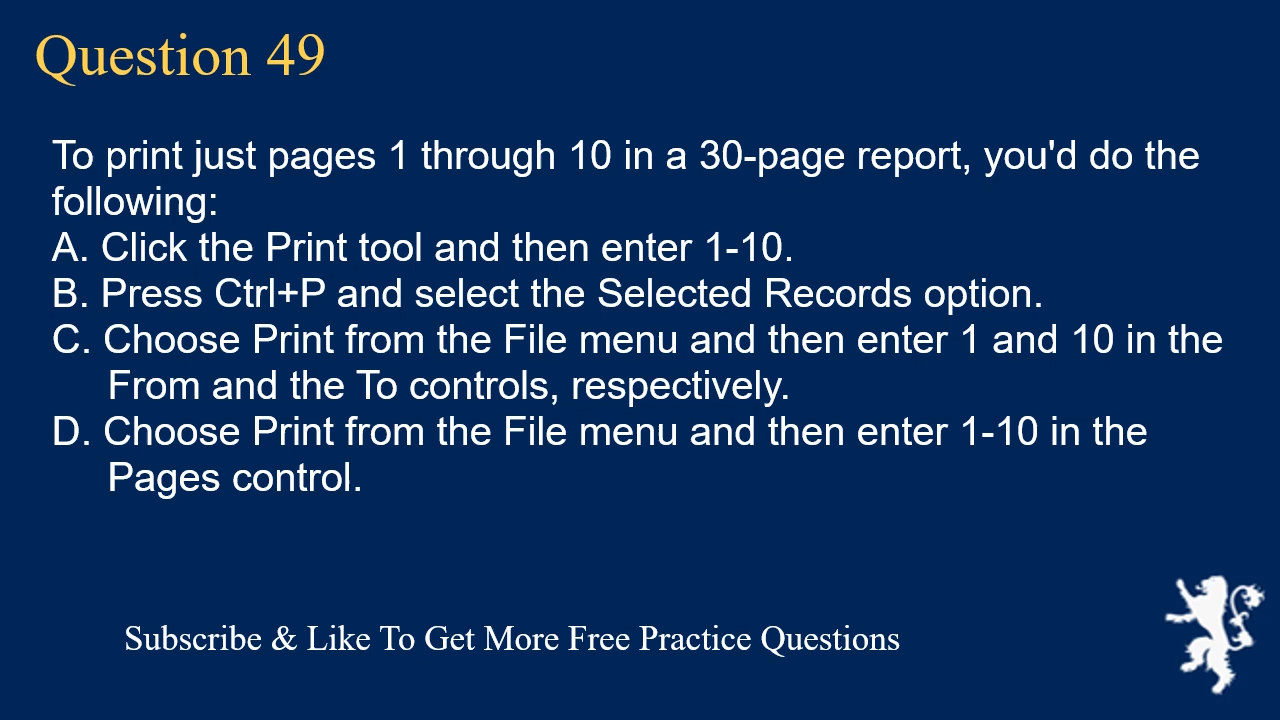 Question 49
To print just pages 1 through 10 in a 30-page report, you'd do the
following:
A. Click the Print tool and then enter 1-10.
B. Press Ctrl+P and select the Selected Records option.
C. Choose Print from the File menu and then enter 1 and 10 in the
From and the To controls, respectively.
D. Choose Print from the File menu and then enter 1-10 in the
Pages control.
Subscribe & Like To Get More Free Practice Questions